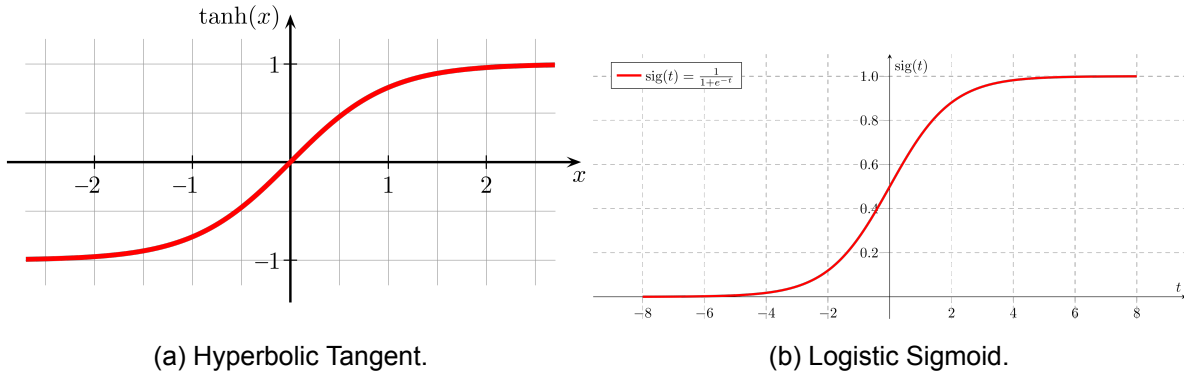 tanh(x)
1
−2
−1
1
2
x
−1
(a) Hyperbolic Tangent.
sig(t) = 1/(1+e^{−t})
sig(t)
1.0
0.8
0.6
0.4
0.2
t
−8
−6
−4
−2
2
4
6
8
(b) Logistic Sigmoid.